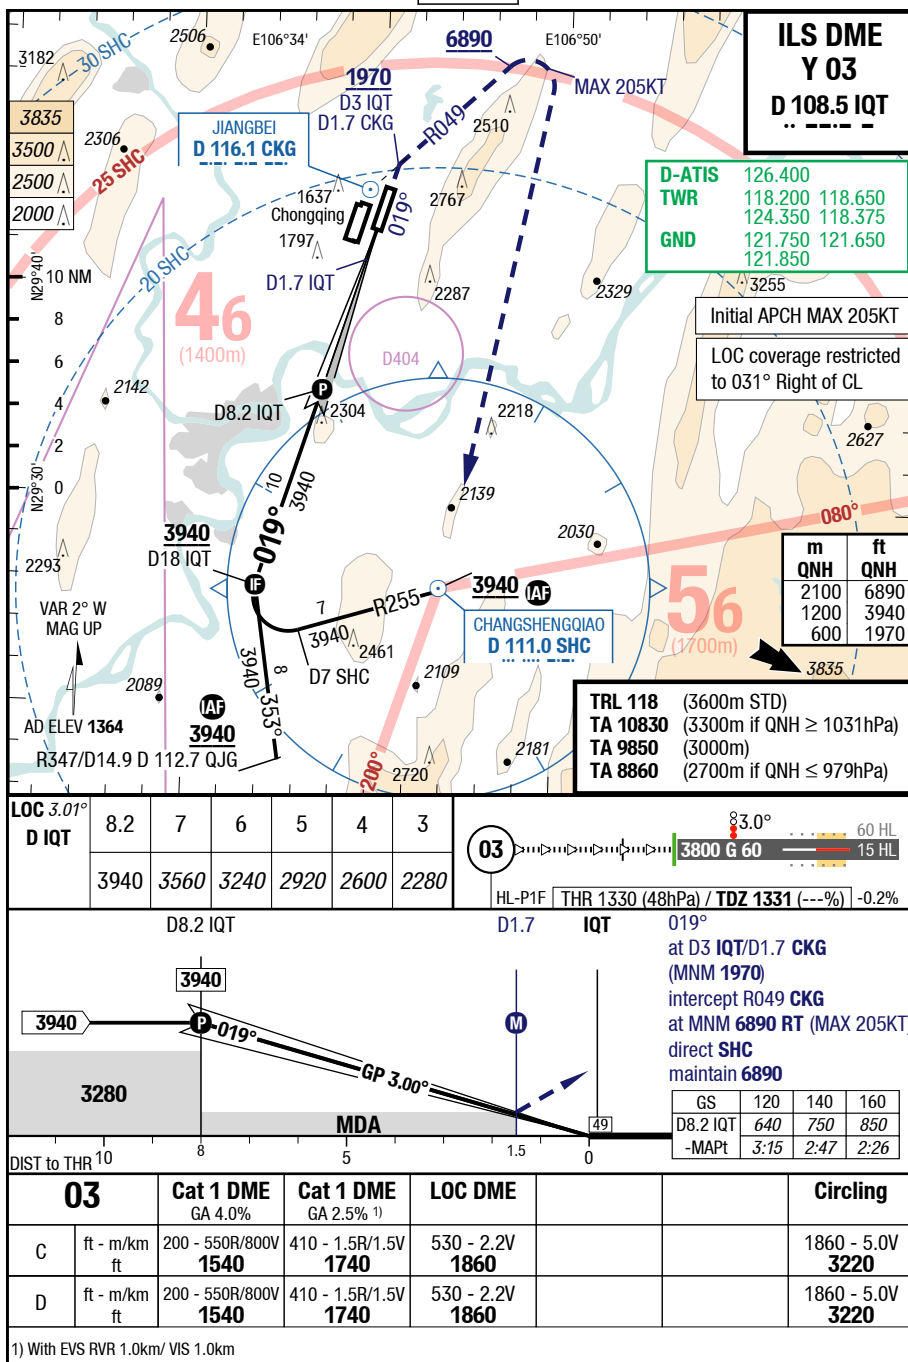 ILS DME
Y 03
D 108.5 IQT
D-ATIS 126.400
TWR 118.200 118.650
124.350 118.375
GND 121.750 121.650
121.850
Initial APCH MAX 205KT
LOC coverage restricted
to 031° Right of CL
2506
E106°34'
6890
E106°50'
3182
30 SHC
1970
D3 IQT
D1.7 CKG
MAX 205KT
R049
2510
3835
3500
2500
2000
2306
25 SHC
JIANGBEI
D 116.1 CKG
1637
Chongqing
1797
019°
2767
D1.7 IQT
20 SHC
N29°40'
10 NM
8
6
4
2
0
N29°30'
46
(1400m)
2287
2329
3255
D404
2142
D8.2 IQT
P
2304
2218
2627
10
3940
2139
019°
3940
D18 IQT
IF
2030
080°
2293
VAR 2° W
MAG UP
7
R255
3940
3940 IAF
CHANGSHENGQIAO
D 111.0 SHC
56
(1700m)
m ft
QNH QNH
2100 6890
1200 3940
600 1970
2461
D7 SHC
3940
8
353°
2109
3835
2089
IAF
3940
AD ELEV 1364
R347/D14.9 D 112.7 QJG
200°
2720
2181
TRL 118 (3600m STD)
TA 10830 (3300m if QNH ≥ 1031hPa)
TA 9850 (3000m)
TA 8860 (2700m if QNH ≤ 979hPa)
LOC 3.01°
D IQT 8.2 7 6 5 4 3
3940 3560 3240 2920 2600 2280
03
3.0°
3800 G 60
60 HL
15 HL
HL-P1F THR 1330 (48hPa) / TDZ 1331 (---%) -0.2%
D8.2 IQT D1.7 IQT
3940
3940
P
019°
M
GP 3.00°
3280
MDA
49
DIST to THR 10 8 5 1.5 0
019°
at D3 IQT/D1.7 CKG
(MNM 1970)
intercept R049 CKG
at MNM 6890 RT (MAX 205KT)
direct SHC
maintain 6890
GS 120 140 160
D8.2 IQT 640 750 850
-MAPt 3:15 2:47 2:26
03 Cat 1 DME Cat 1 DME LOC DME Circling
GA 4.0% GA 2.5% 1)
C ft - m/km 200 - 550R/800V 410 - 1.5R/1.5V 530 - 2.2V 1860 - 5.0V
ft 1540 1740 1860 3220
D ft - m/km 200 - 550R/800V 410 - 1.5R/1.5V 530 - 2.2V 1860 - 5.0V
ft 1540 1740 1860 3220
1) With EVS RVR 1.0km/ VIS 1.0km